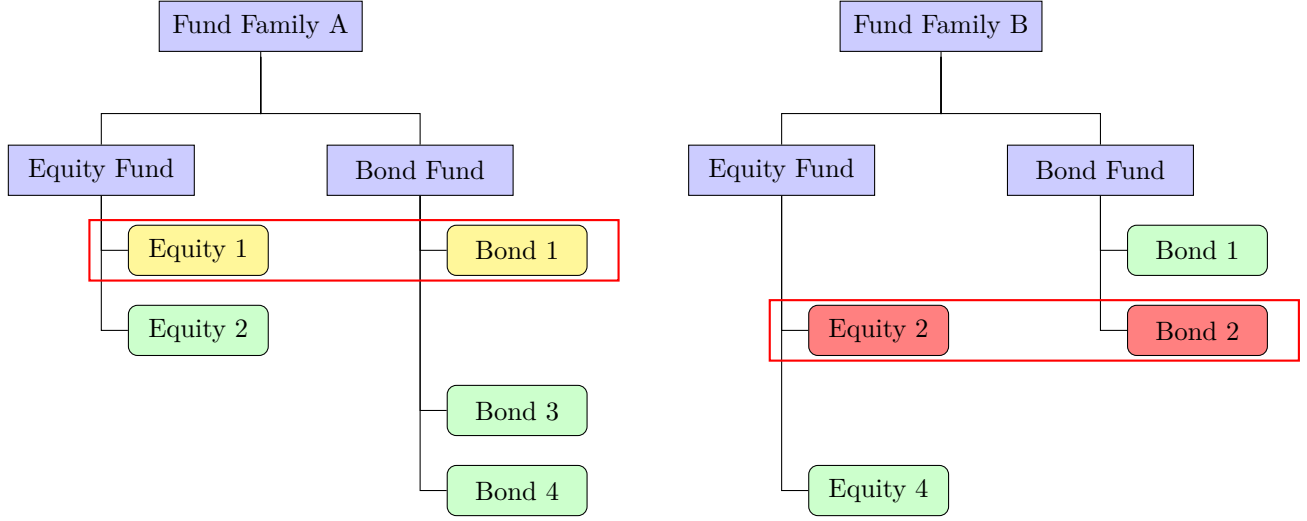 Fund Family A
Fund Family B
Equity Fund
Bond Fund
Equity Fund
Bond Fund
Equity 1
Bond 1
Bond 1
Equity 2
Equity 2
Bond 2
Bond 3
Bond 4
Equity 4